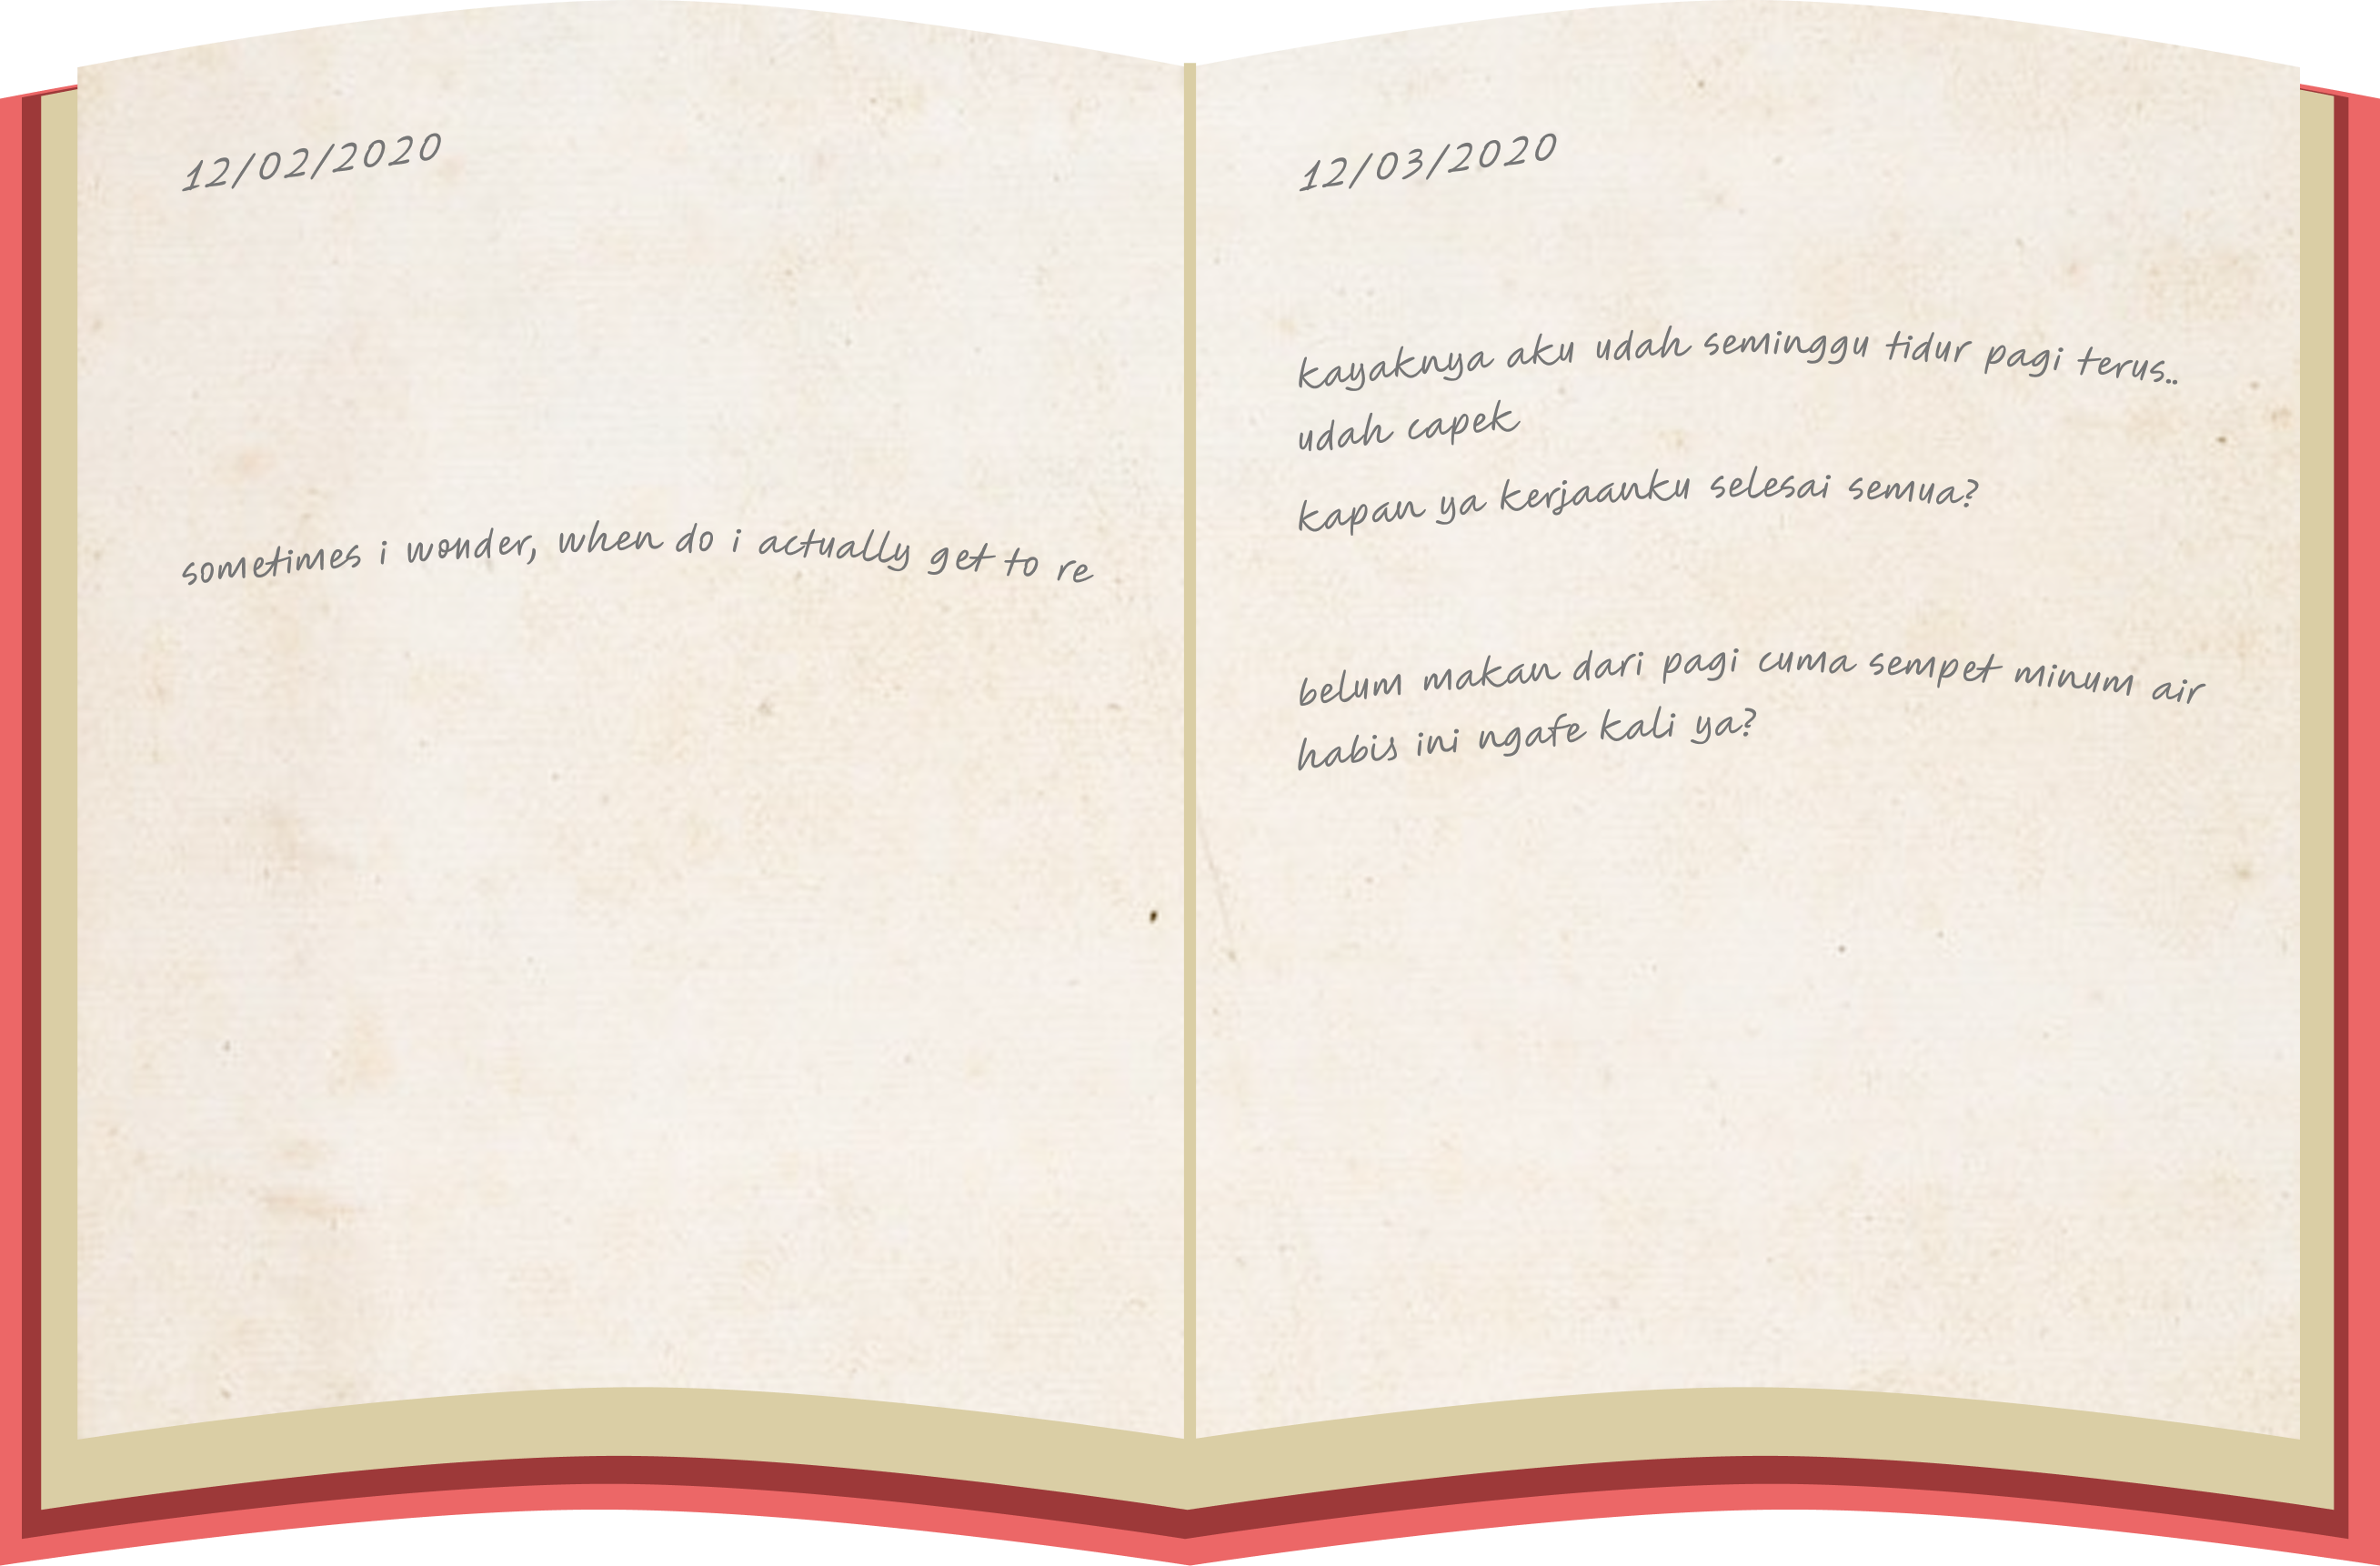 12/02/2020
sometimes i wonder, when do i actually get to re
12/03/2020
kayaknya aku udah seminggu tidur pagi terus..
udah capek
kapan ya kerjaanku selesai semua?
belum makan dari pagi cuma sempet minum air
habis ini ngafe kali ya?